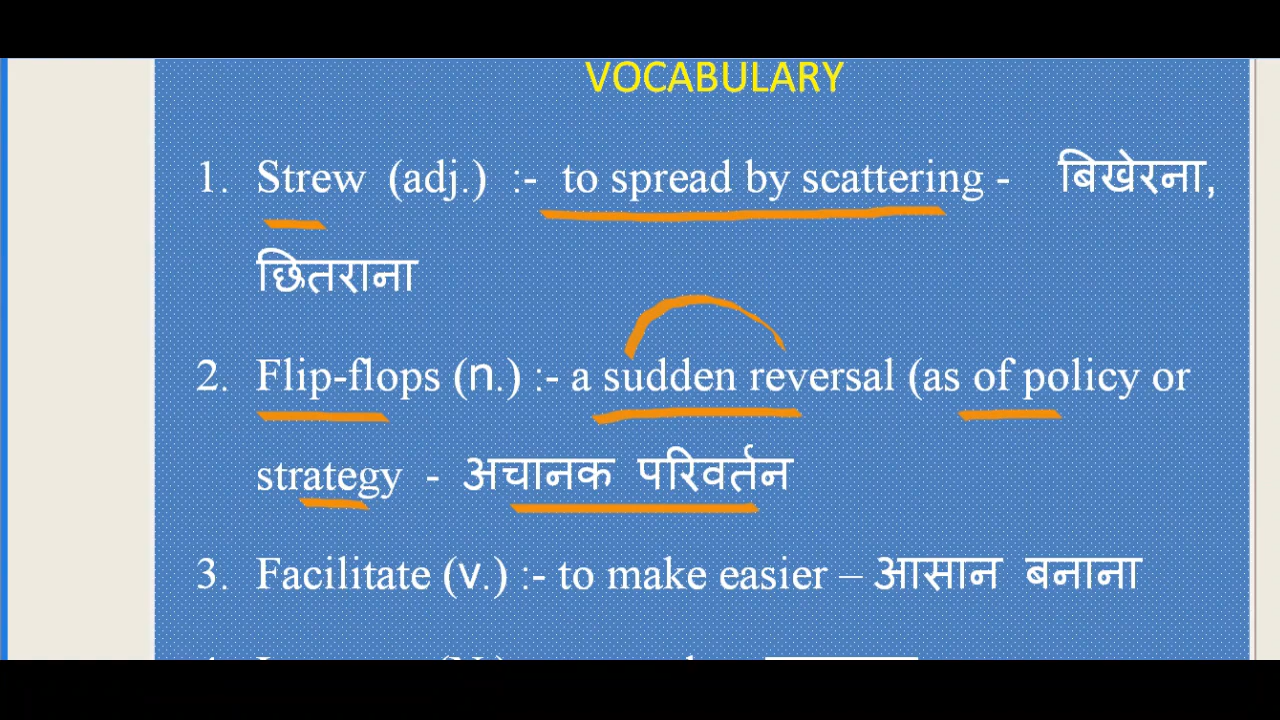 VOCABULARY
1. Strew (adj.) :- to spread by scattering - बिखेरना,
छितराना
2. Flip-flops (n.) :- a sudden reversal (as of policy or
strategy - अचानक परिवर्तन
3. Facilitate (v.) :- to make easier – आसान बनाना